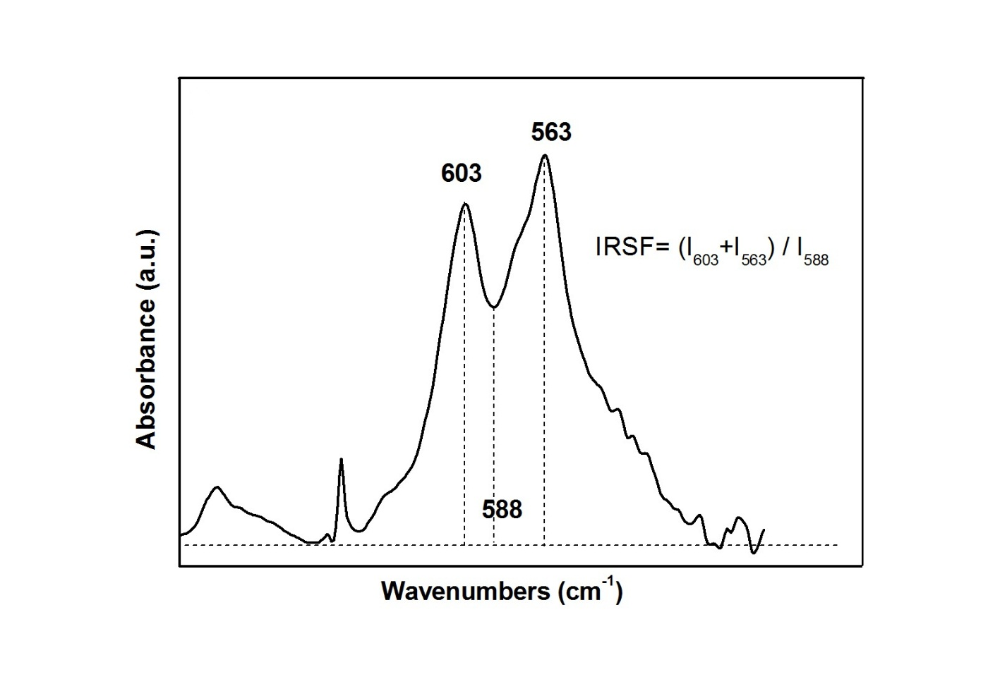 563
603
IRSF= (I₆₀₃+I₅₆₃) / I₅₈₈
588
Absorbance (a.u.)
Wavenumbers (cm⁻¹)